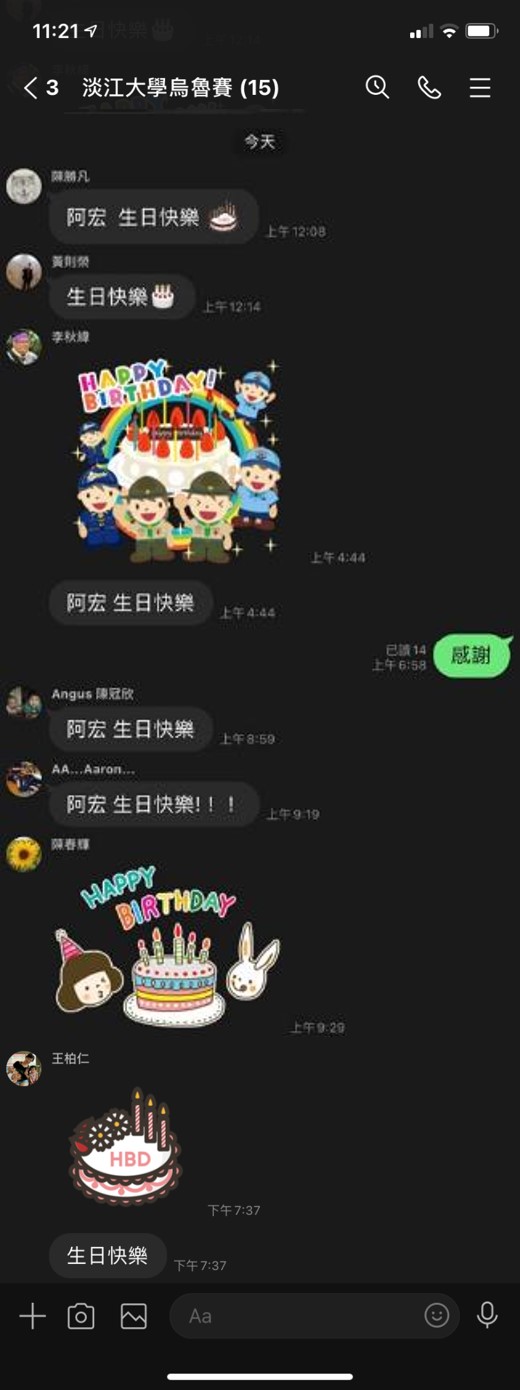 11:21
3 淡江大學烏魯賽 (15)
今天
陳勝凡
阿宏 生日快樂 上午12:08
黃則榮
生日快樂 上午12:14
李秋緯
HAPPY
BIRTHDAY!
上午4:44
阿宏 生日快樂 上午4:44
已讀14
上午6:58
感謝
Angus 陳冠欣
阿宏 生日快樂 上午8:59
AA...Aaron...
阿宏 生日快樂!！！ 上午9:19
陳春輝
HAPPY
BIRTHDAY
上午9:29
王柏仁
HBD
下午7:37
生日快樂 下午7:37
Aa